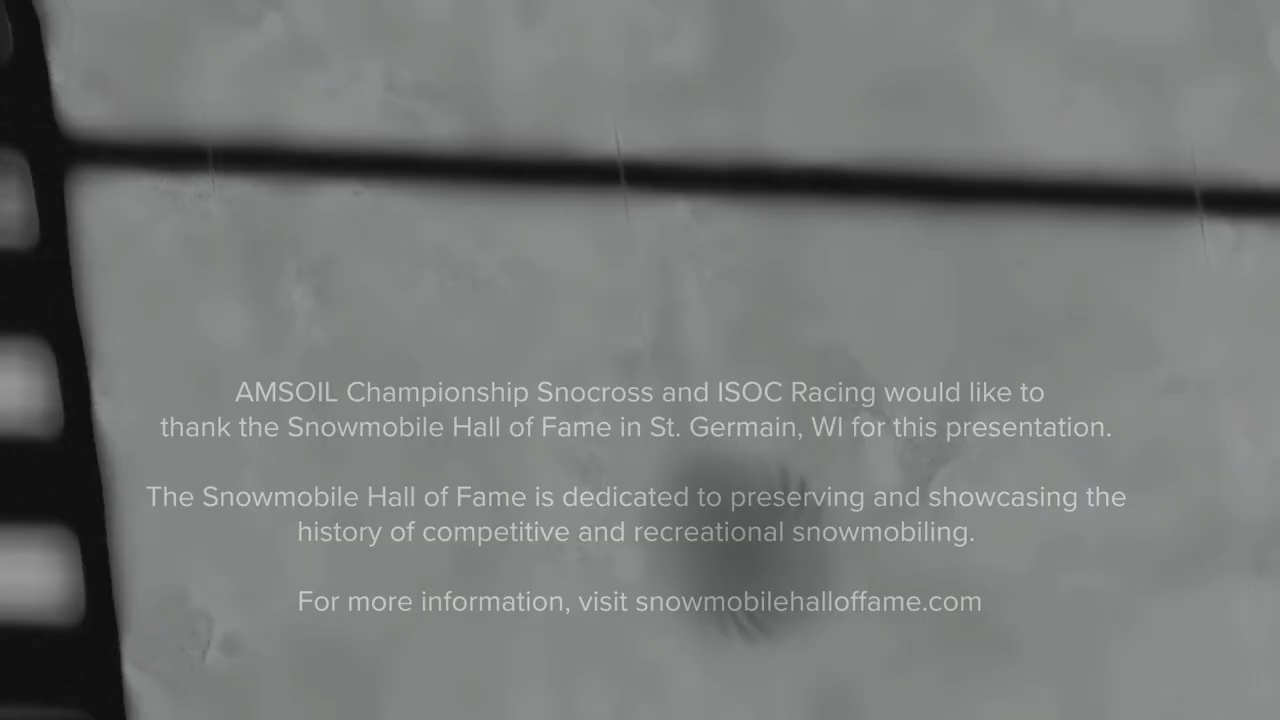 AMSOIL Championship Snocross and ISOC Racing would like to
thank the Snowmobile Hall of Fame in St. Germain, WI for this presentation.
The Snowmobile Hall of Fame is dedicated to preserving and showcasing the
history of competitive and recreational snowmobiling.
For more information, visit snowmobilehalloffame.com